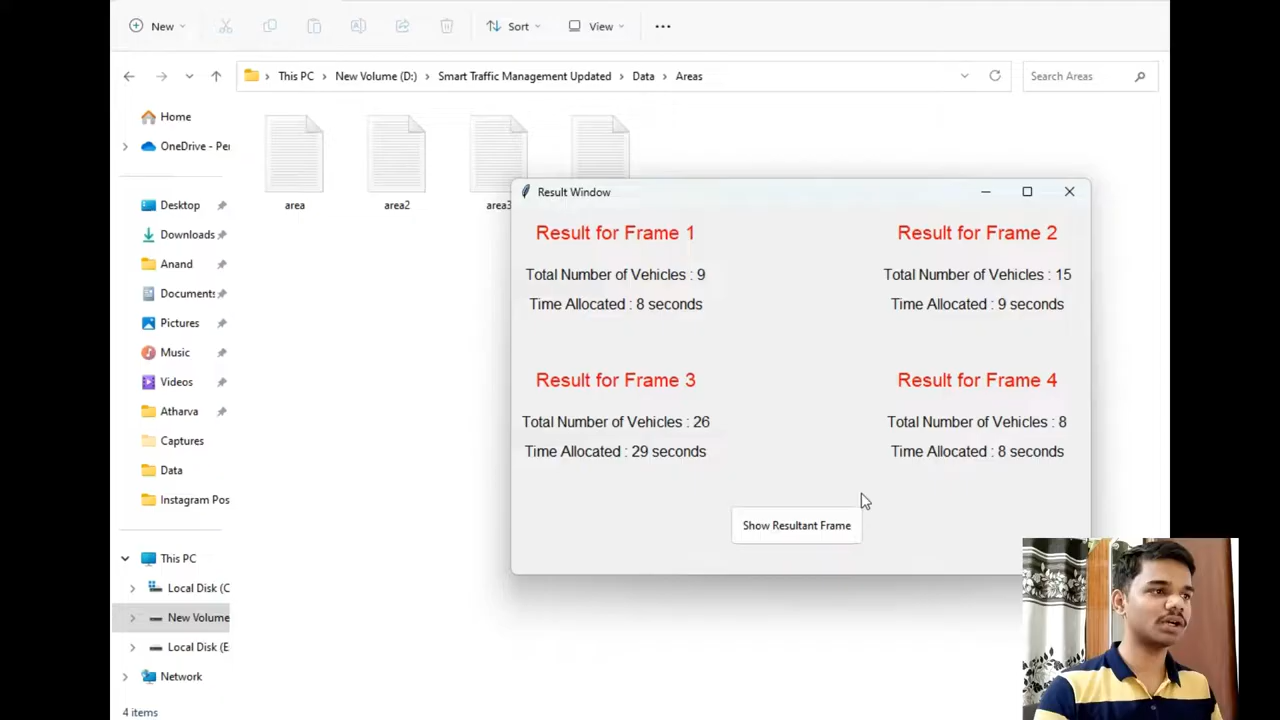 New
Sort
View
This PC > New Volume (D:) > Smart Traffic Management Updated > Data > Areas
Search Areas
Home
OneDrive - Per
Desktop
Downloads
Anand
Documents
Pictures
Music
Videos
Atharva
Captures
Data
Instagram Pos
This PC
Local Disk (C
New Volume
Local Disk (E
Network
4 items
area
area2
area3
Result Window
Result for Frame 1
Total Number of Vehicles : 9
Time Allocated : 8 seconds
Result for Frame 2
Total Number of Vehicles : 15
Time Allocated : 9 seconds
Result for Frame 3
Total Number of Vehicles : 26
Time Allocated : 29 seconds
Result for Frame 4
Total Number of Vehicles : 8
Time Allocated : 8 seconds
Show Resultant Frame